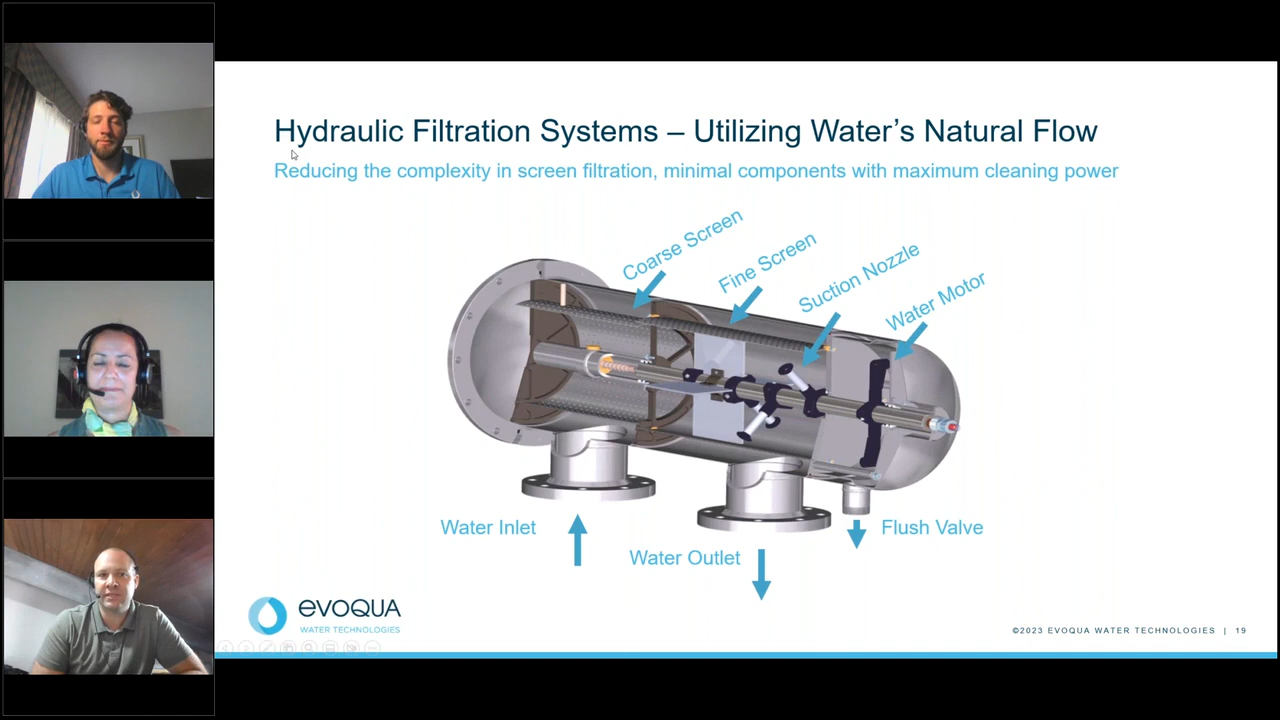 Hydraulic Filtration Systems – Utilizing Water's Natural Flow
Reducing the complexity in screen filtration, minimal components with maximum cleaning power
Coarse Screen
Fine Screen
Suction Nozzle
Water Motor
Water Inlet
Water Outlet
Flush Valve
evoqua
WATER TECHNOLOGIES
©2023 EVOQUA WATER TECHNOLOGIES | 19